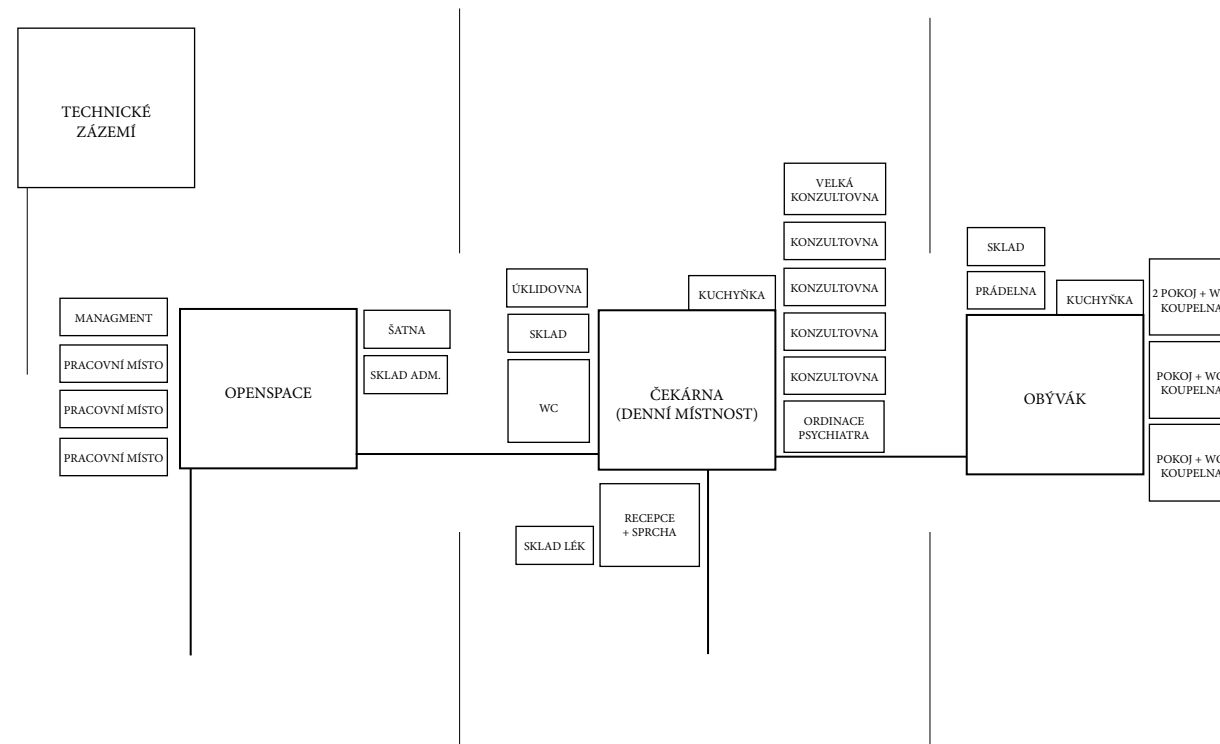 TECHNICKÉ
ZÁZEMÍ
MANAGMENT
PRACOVNÍ MÍSTO
PRACOVNÍ MÍSTO
PRACOVNÍ MÍSTO
OPENSPACE
ŠATNA
SKLAD ADM.
ÚKLIDOVNA
SKLAD
WC
KUCHYŇKA
ČEKÁRNA
(DENNÍ MÍSTNOST)
RECEPCE
+ SPRCHA
SKLAD LÉK
VELKÁ
KONZULTOVNA
KONZULTOVNA
KONZULTOVNA
KONZULTOVNA
KONZULTOVNA
ORDINACE
PSYCHIATRA
SKLAD
PRÁDELNA
KUCHYŇKA
OBÝVÁK
2 POKOJ + W
KOUPELNA
POKOJ + WC
KOUPELNA
POKOJ + WC
KOUPELNA